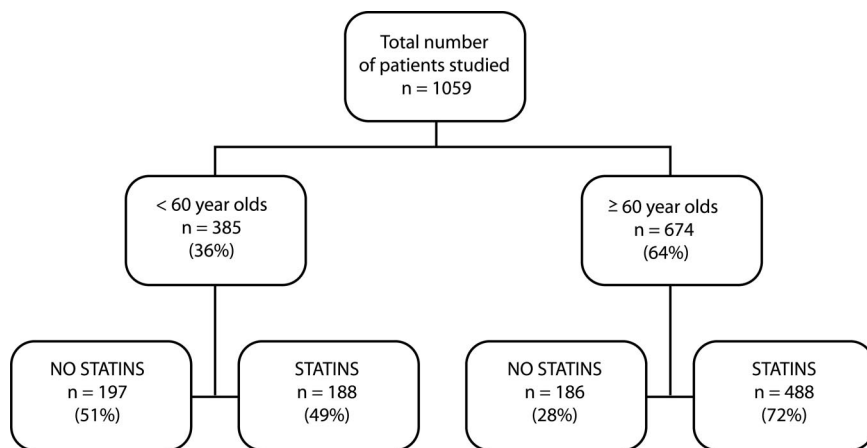 Total number
of patients studied
n = 1059
< 60 year olds
n = 385
(36%)
≥ 60 year olds
n = 674
(64%)
NO STATINS
n = 197
(51%)
STATINS
n = 188
(49%)
NO STATINS
n = 186
(28%)
STATINS
n = 488
(72%)